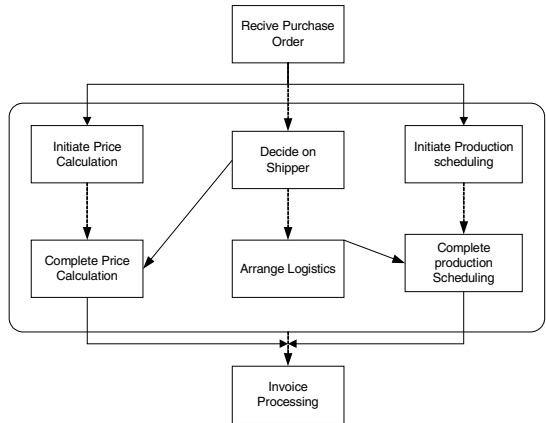 Recive Purchase
Order
Initiate Price
Calculation
Decide on
Shipper
Initiate Production
scheduling
Complete Price
Calculation
Arrange Logistics
Complete
production
Scheduling
Invoice
Processing